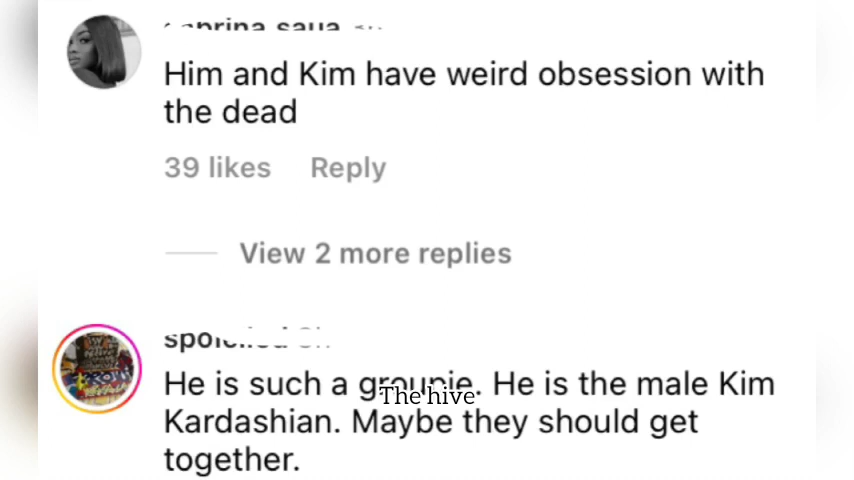 Him and Kim have weird obsession with
the dead
39 likes Reply
View 2 more replies
He is such a groupie. He is the male Kim
The hive
Kardashian. Maybe they should get
together.